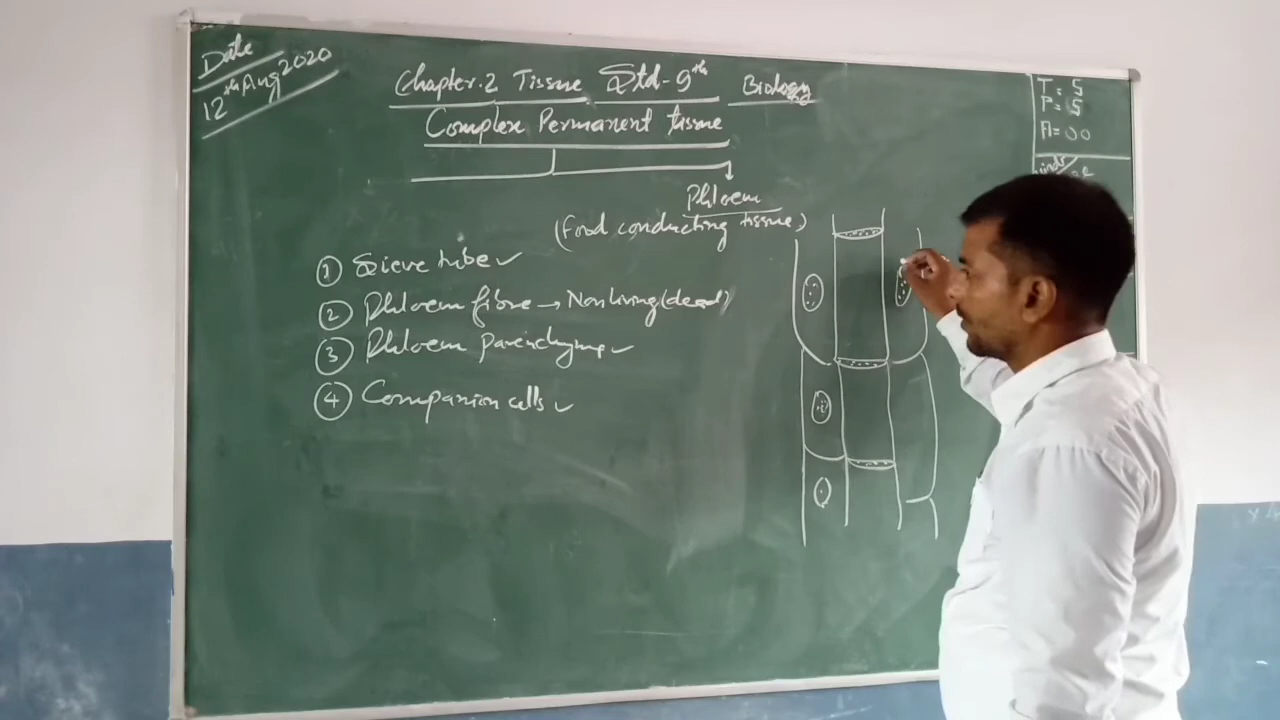 Date
12th Aug 2020
Chapter.2 Tissue Std-9th Biology
Complex Permanent tissue
Phloem
(Food conducting tissue)
① Sieve tube ✓
② Phloem fibre → Nonliving (dead)
③ Phloem parenchyma ✓
④ Companion cells ✓
T = 5
P = 5
A = 00